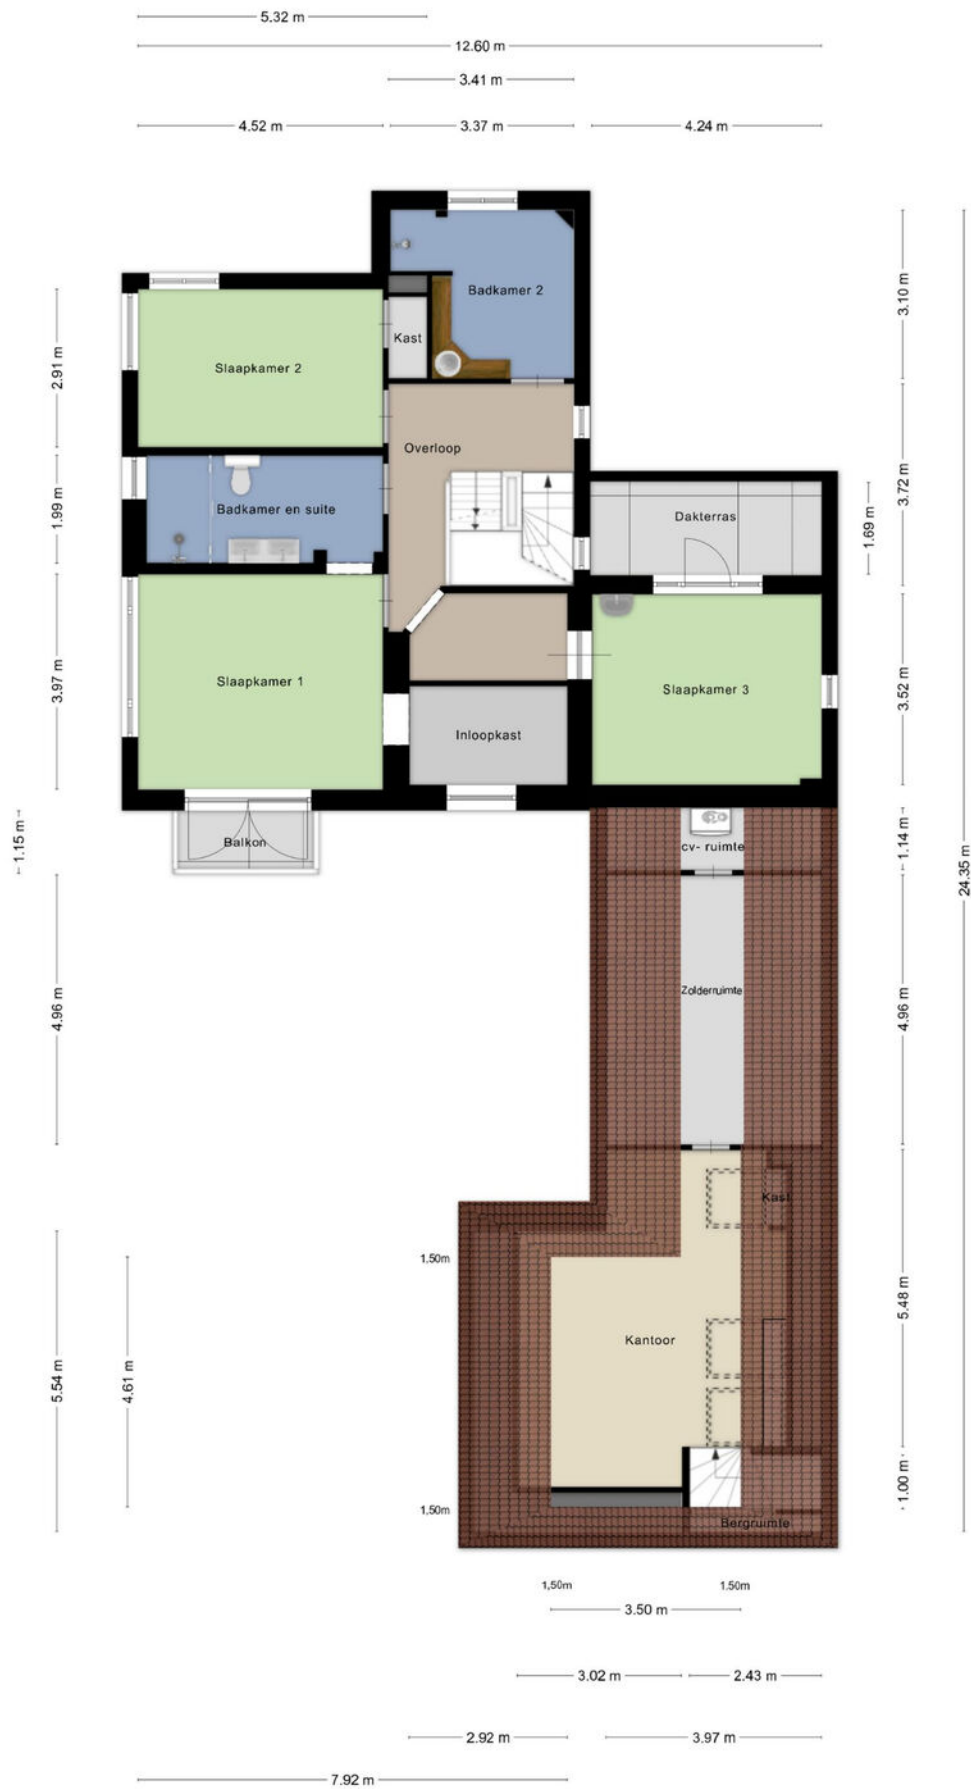 5.32 m
12.60 m
3.41 m
4.52 m
3.37 m
4.24 m
Badkamer 2
3.10 m
Kast
Slaapkamer 2
2.91 m
Overloop
3.72 m
Badkamer en suite
1.99 m
Dakterras
1.69 m
Slaapkamer 1
3.97 m
Slaapkamer 3
3.52 m
Inloopkast
Balkon
1.15 m
cv- ruimte
1.14 m
24.35 m
Zolderruimte
4.96 m
4.96 m
Kast
1,50m
Kantoor
5.48 m
5.54 m
4.61 m
1.00 m
1,50m
Bergruimte
1,50m
1.50m
3.50 m
3.02 m
2.43 m
2.92 m
3.97 m
7.92 m